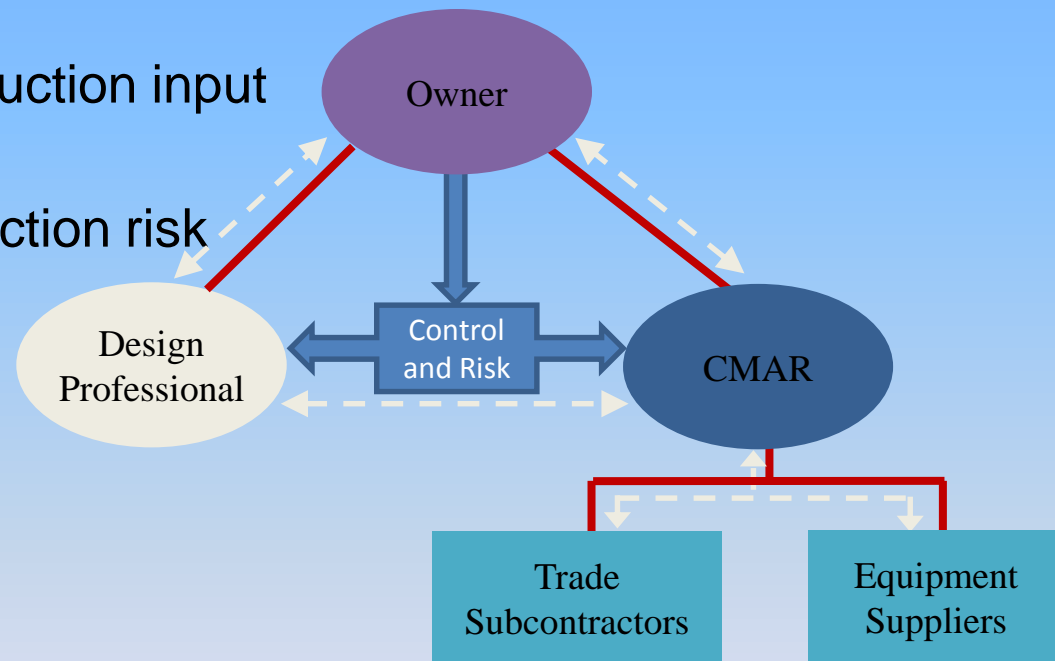 uction input
Owner
ction risk
Design
Professional
Control
and Risk
CMAR
Trade
Subcontractors
Equipment
Suppliers